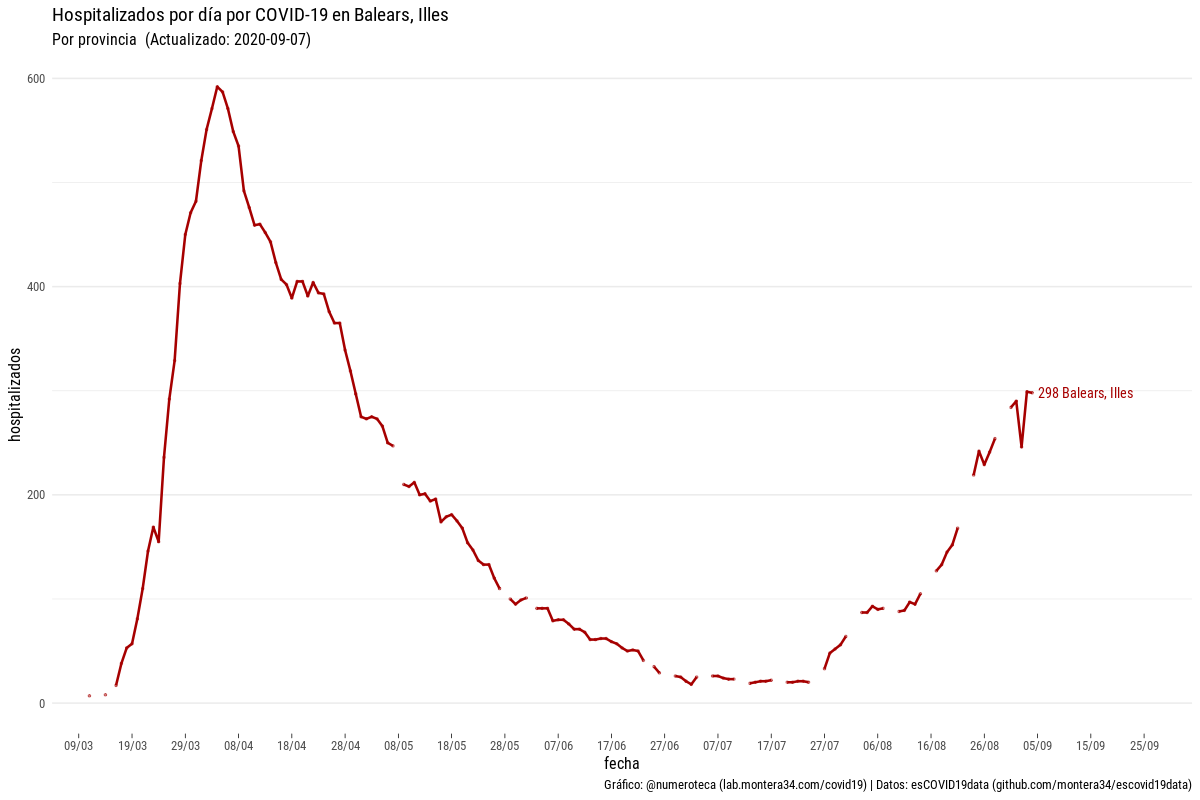 Hospitalizados por día por COVID-19 en Balears, Illes
Por provincia  (Actualizado: 2020-09-07)
600
400
200
0
hospitalizados
298 Balears, Illes
09/03 19/03 29/03 08/04 18/04 28/04 08/05 18/05 28/05 07/06 17/06 27/06 07/07 17/07 27/07 06/08 16/08 26/08 05/09 15/09 25/09
fecha
Gráfico: @numeroteca (lab.montera34.com/covid19) | Datos: esCOVID19data (github.com/montera34/escovid19data)